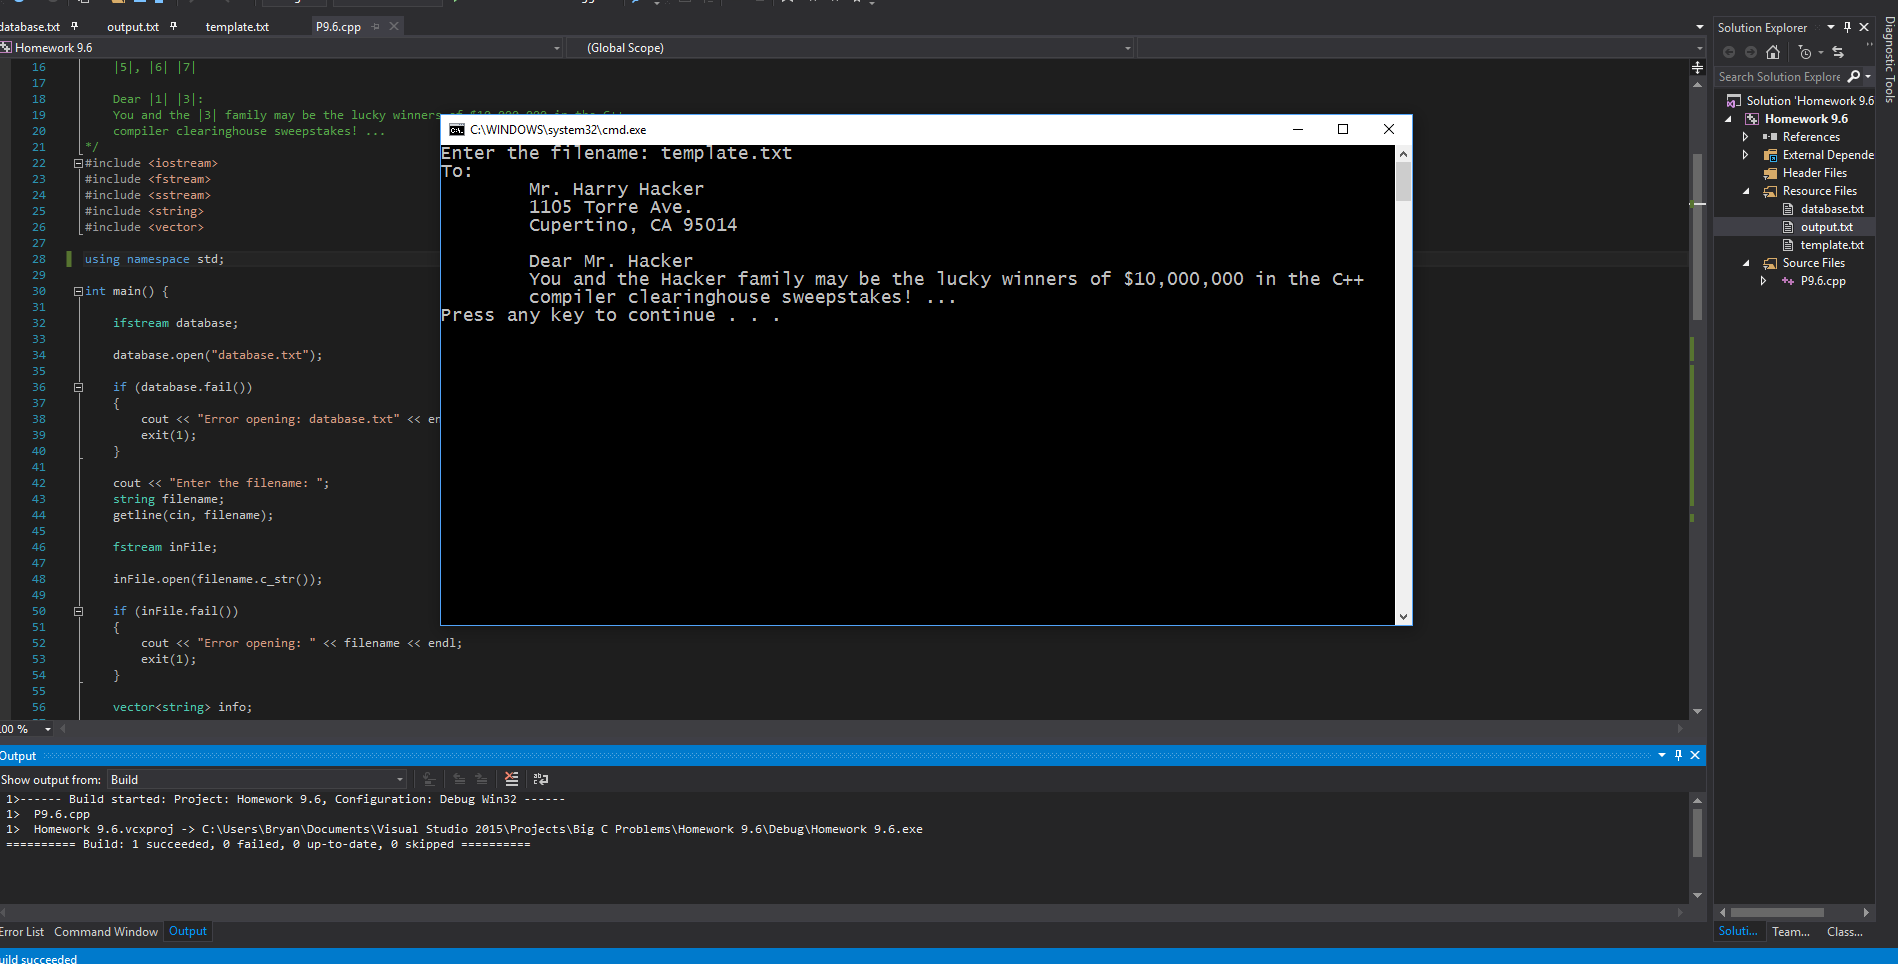 database.txt output.txt template.txt P9.6.cpp
Homework 9.6 (Global Scope)
16 |5|, |6| |7|
17
18 Dear |1| |3|:
19 You and the |3| family may be the lucky winners of $10,000,000 in the C++
20 compiler clearinghouse sweepstakes! ...
21 */
22 #include <iostream>
23 #include <fstream>
24 #include <sstream>
25 #include <string>
26 #include <vector>
27
28 using namespace std;
29
30 int main() {
31
32 ifstream database;
33
34 database.open("database.txt");
35
36 if (database.fail())
37 {
38 cout << "Error opening: database.txt" << en
39 exit(1);
40 }
41
42 cout << "Enter the filename: ";
43 string filename;
44 getline(cin, filename);
45
46 fstream inFile;
47
48 inFile.open(filename.c_str());
49
50 if (inFile.fail())
51 {
52 cout << "Error opening: " << filename << endl;
53 exit(1);
54 }
55
56 vector<string> info;
C:\WINDOWS\system32\cmd.exe
Enter the filename: template.txt
To:
Mr. Harry Hacker
1105 Torre Ave.
Cupertino, CA 95014
Dear Mr. Hacker
You and the Hacker family may be the lucky winners of $10,000,000 in the C++
compiler clearinghouse sweepstakes! ...
Press any key to continue . . .
00 %
Output
Show output from: Build
1>------ Build started: Project: Homework 9.6, Configuration: Debug Win32 ------
1> P9.6.cpp
1> Homework 9.6.vcxproj -> C:\Users\Bryan\Documents\Visual Studio 2015\Projects\Big C Problems\Homework 9.6\Debug\Homework 9.6.exe
========== Build: 1 succeeded, 0 failed, 0 up-to-date, 0 skipped ==========
Error List Command Window Output
uild succeeded
Solution Explorer
Search Solution Explore
Solution 'Homework 9.6
Homework 9.6
References
External Depende
Header Files
Resource Files
database.txt
output.txt
template.txt
Source Files
P9.6.cpp
Soluti... Team... Class...
Diagnostic Tools